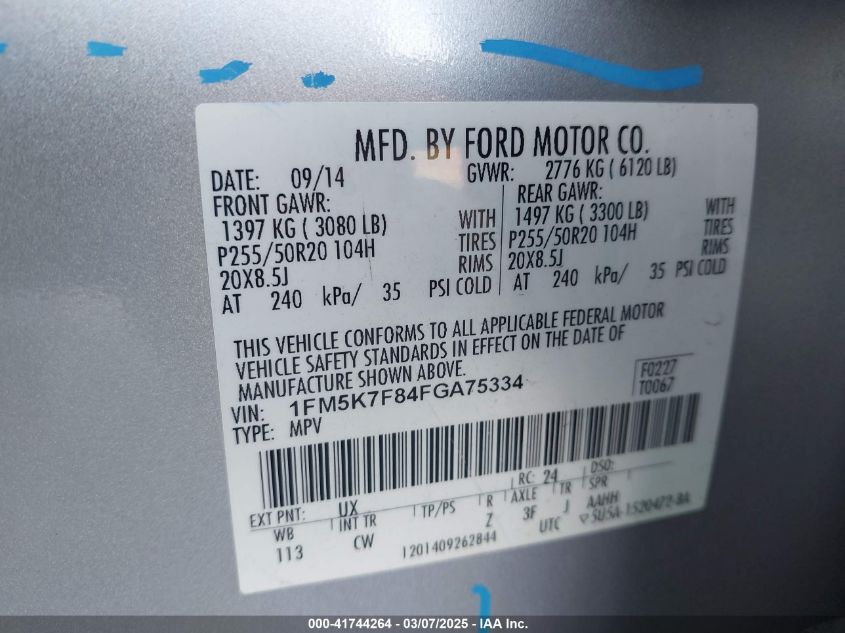 MFD. BY FORD MOTOR CO.
DATE: 09/14 GVWR: 2776 KG ( 6120 LB)
FRONT GAWR: REAR GAWR:
1397 KG ( 3080 LB) WITH 1497 KG ( 3300 LB) WITH
P255/50R20 104H TIRES P255/50R20 104H TIRES
20X8.5J RIMS 20X8.5J RIMS
AT 240 kPa/ 35 PSI COLD AT 240 kPa/ 35 PSI COLD
THIS VEHICLE CONFORMS TO ALL APPLICABLE FEDERAL MOTOR
VEHICLE SAFETY STANDARDS IN EFFECT ON THE DATE OF
MANUFACTURE SHOWN ABOVE.
VIN: 1FM5K7F84FGA75334 F0227
TYPE: MPV T0067
EXT PNT: UX RC: 24 DSO:
WB INT TR TP/PS R AXLE TR SPR
113 CW Z 3F J AAHH
1201409262844 UTC ▽5U5A-1520472-BA
000-41744264 - 03/07/2025 - IAA Inc.